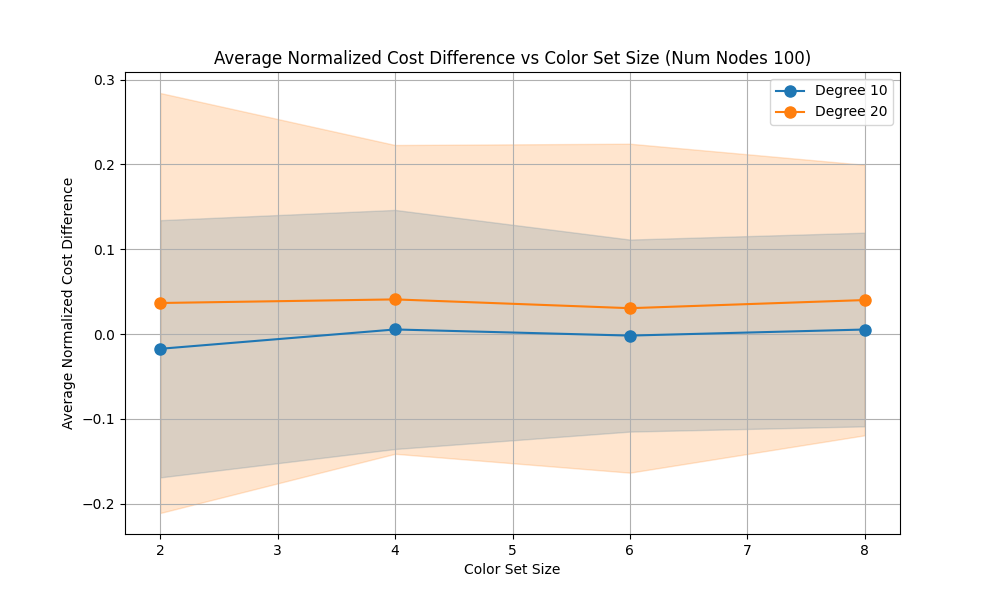 Average Normalized Cost Difference vs Color Set Size (Num Nodes 100)
Degree 10
Degree 20
Average Normalized Cost Difference
0.3
0.2
0.1
0.0
−0.1
−0.2
2 3 4 5 6 7 8
Color Set Size